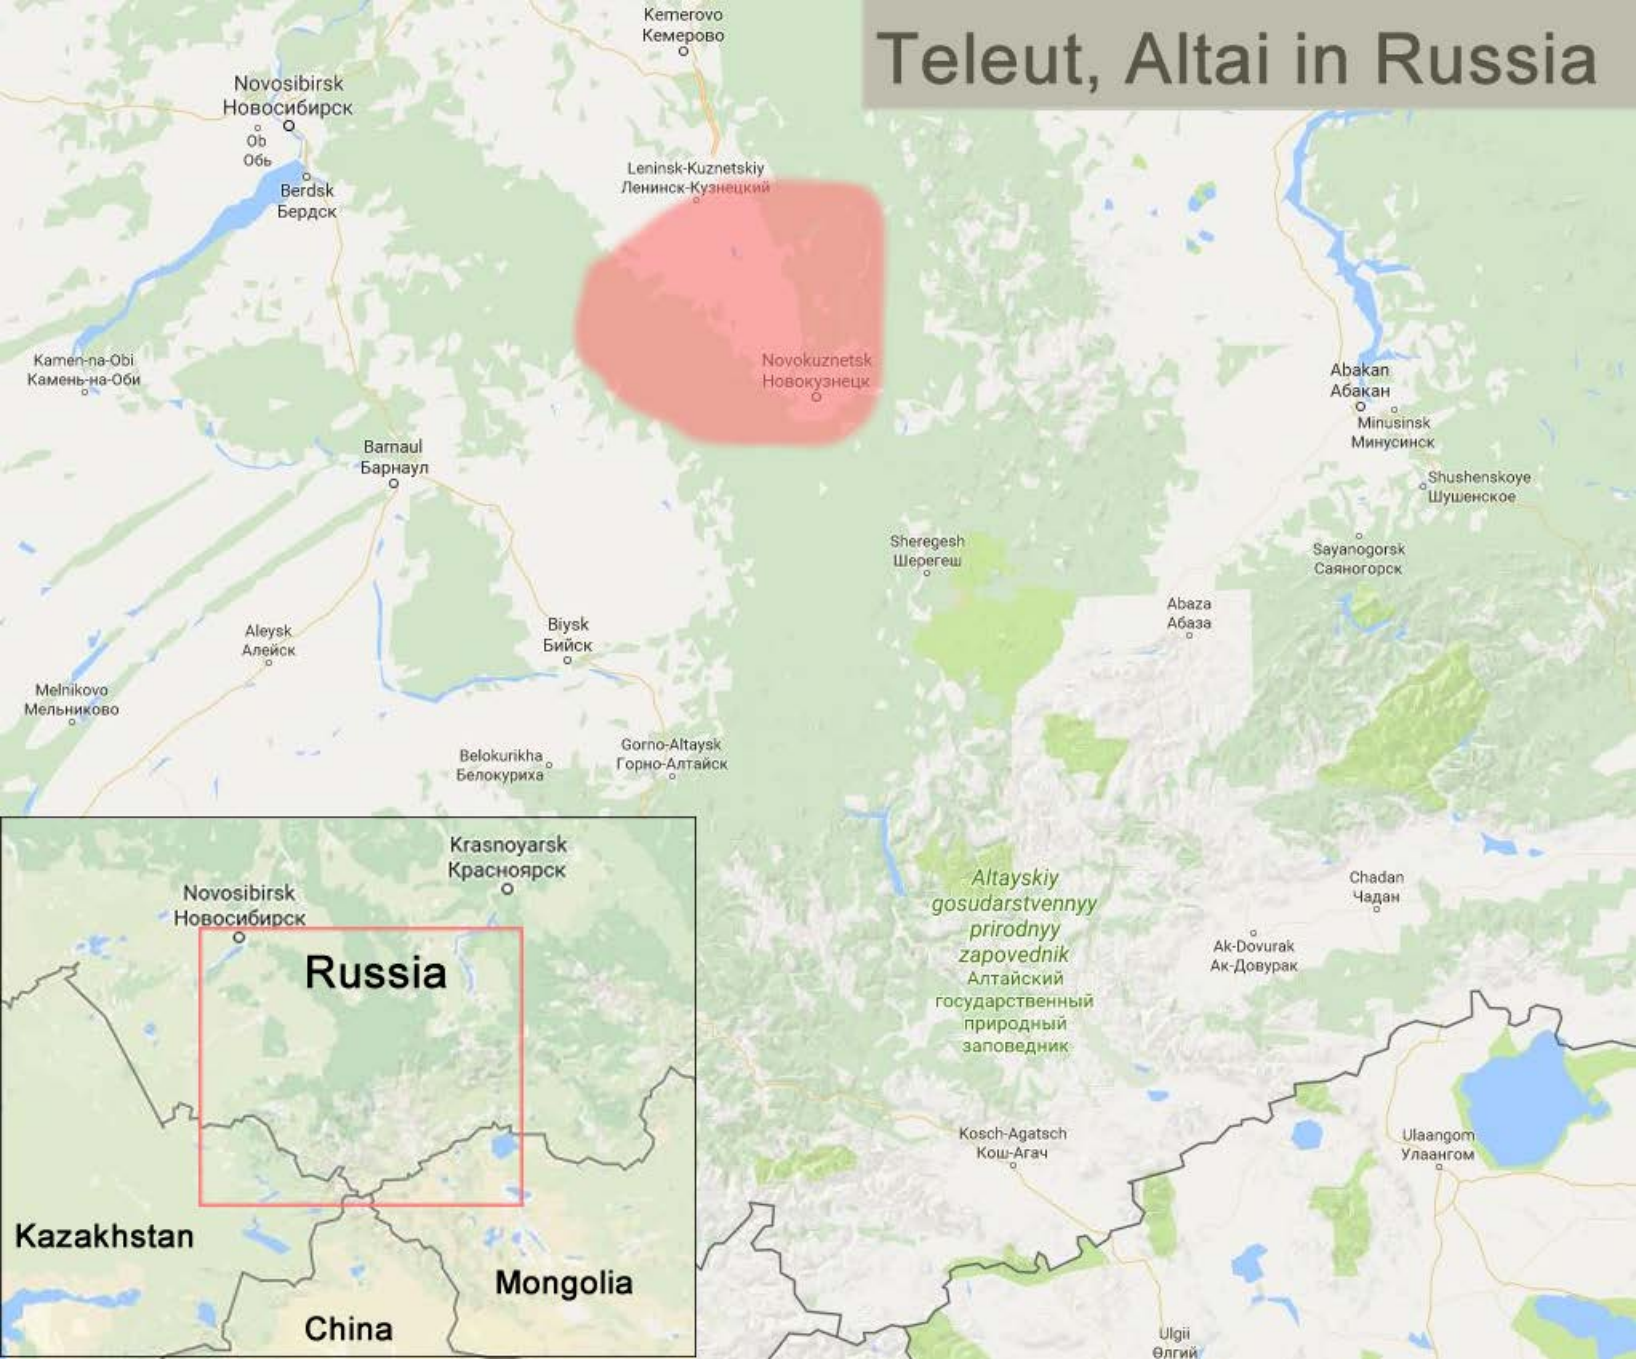 Teleut, Altai in Russia
Kemerovo
Кемерово
Novosibirsk
Новосибирск
Ob
Обь
Berdsk
Бердск
Leninsk-Kuznetskiy
Ленинск-Кузнецкий
Kamen-na-Obi
Камень-на-Оби
Novokuznetsk
Новокузнецк
Abakan
Абакан
Minusinsk
Минусинск
Barnaul
Барнаул
Shushenskoye
Шушенское
Sheregesh
Шерегеш
Sayanogorsk
Саяногорск
Abaza
Абаза
Aleysk
Алейск
Biysk
Бийск
Melnikovo
Мельниково
Belokurikha
Белокуриха
Gorno-Altaysk
Горно-Алтайск
Altayskiy
gosudarstvennyy
prirodnyy
zapovednik
Алтайский
государственный
природный
заповедник
Chadan
Чадан
Ak-Dovurak
Ак-Довурак
Kosch-Agatsch
Кош-Агач
Ulaangom
Улаангом
Ulgii
Өлгий
Krasnoyarsk
Красноярск
Novosibirsk
Новосибирск
Russia
Kazakhstan
Mongolia
China